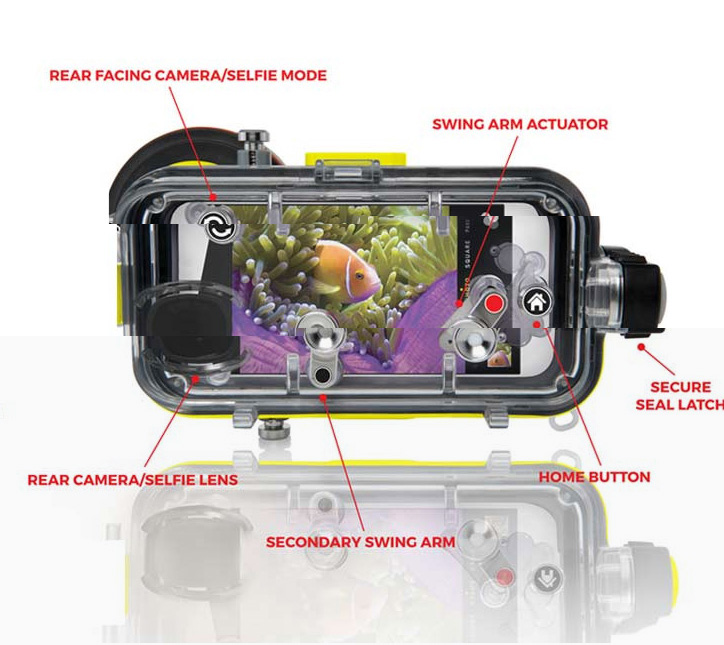 REAR FACING CAMERA/SELFIE MODE
SWING ARM ACTUATOR
SQUARE
SECURE
SEAL LATCH
REAR CAMERA/SELFIE LENS
HOME BUTTON
SECONDARY SWING ARM